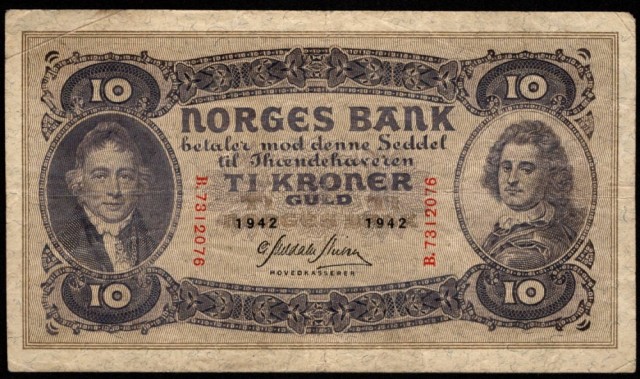 10 10
NORGES BANK
betaler mod denne Seddel
til Ihændehaveren
TI KRONER
GULD
B.7312076
B.7312076
1942 1942
HOVEDKASSERER
10 10